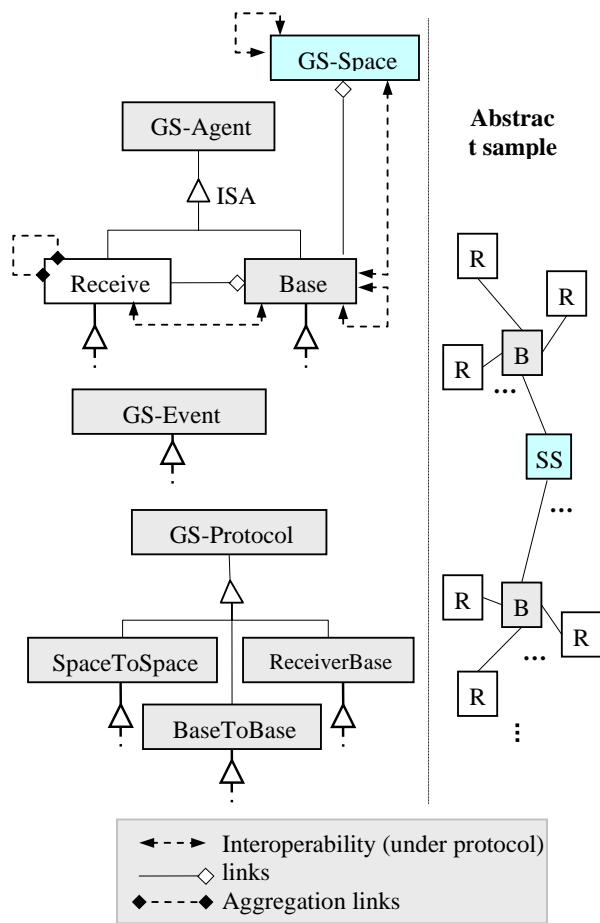 GS-Space
GS-Agent
ISA
Receive
Base
GS-Event
GS-Protocol
SpaceToSpace
ReceiverBase
BaseToBase
Abstrac
t sample
R
R
R
B
...
SS
...
R
B
R
R
...
...
Interoperability (under protocol)
links
Aggregation links